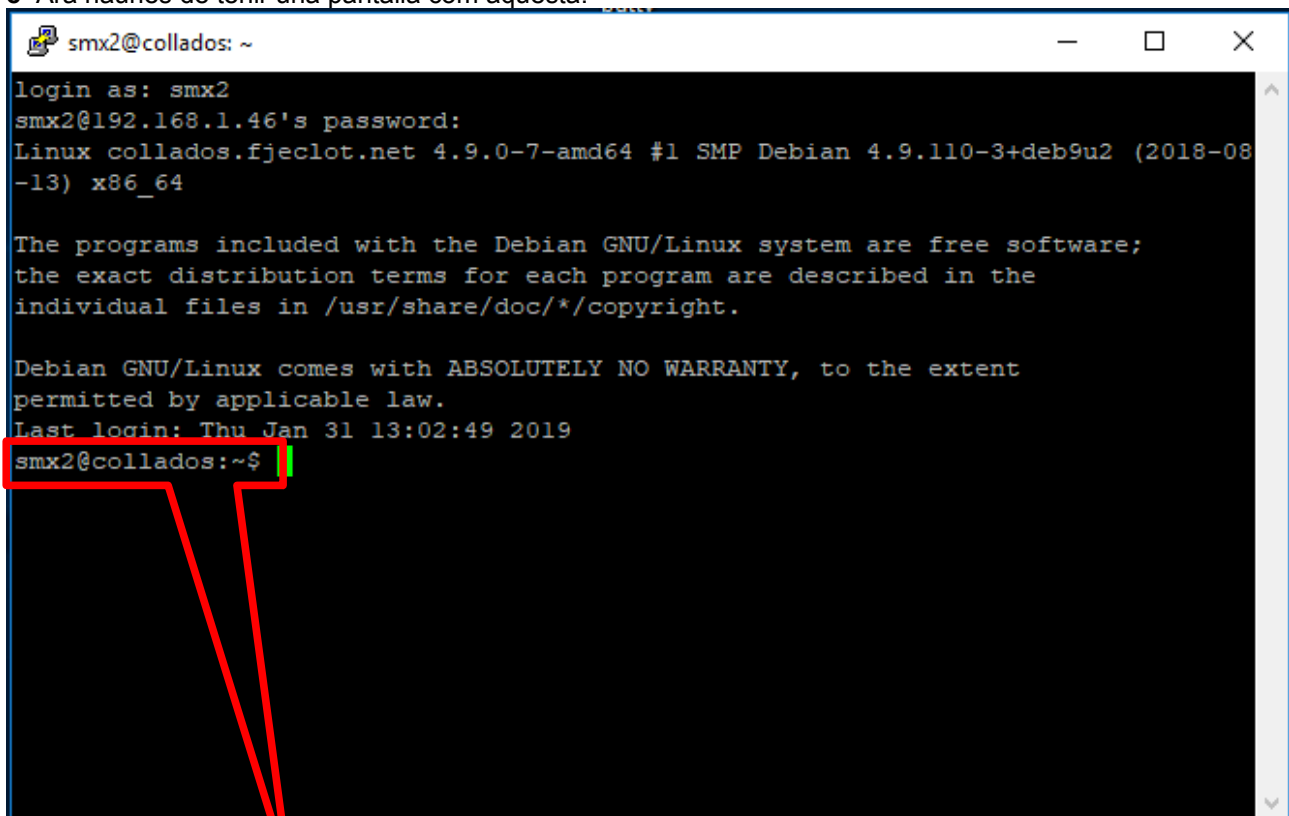 smx2@collados: ~
login as: smx2
smx2@192.168.1.46's password:
Linux collados.fjeclot.net 4.9.0-7-amd64 #1 SMP Debian 4.9.110-3+deb9u2 (2018-08
-13) x86_64
The programs included with the Debian GNU/Linux system are free software;
the exact distribution terms for each program are described in the
individual files in /usr/share/doc/*/copyright.
Debian GNU/Linux comes with ABSOLUTELY NO WARRANTY, to the extent
permitted by applicable law.
Last login: Thu Jan 31 13:02:49 2019
smx2@collados:~$